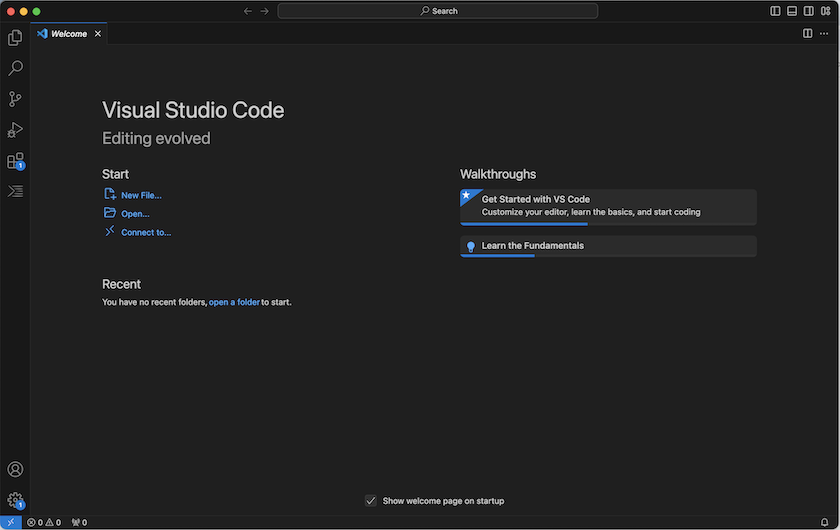 Search
Welcome
Visual Studio Code
Editing evolved
Start
New File...
Open...
Connect to...
Recent
You have no recent folders, open a folder to start.
Walkthroughs
Get Started with VS Code
Customize your editor, learn the basics, and start coding
Learn the Fundamentals
1
1
Show welcome page on startup
0 0 0